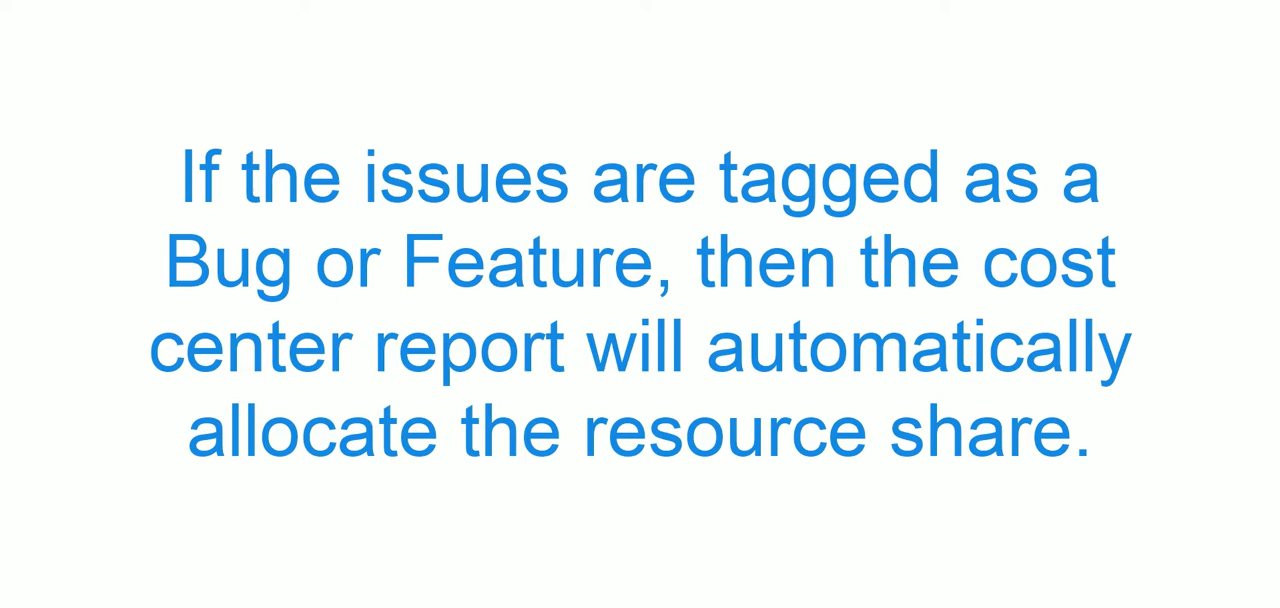 If the issues are tagged as a
Bug or Feature, then the cost
center report will automatically
allocate the resource share.